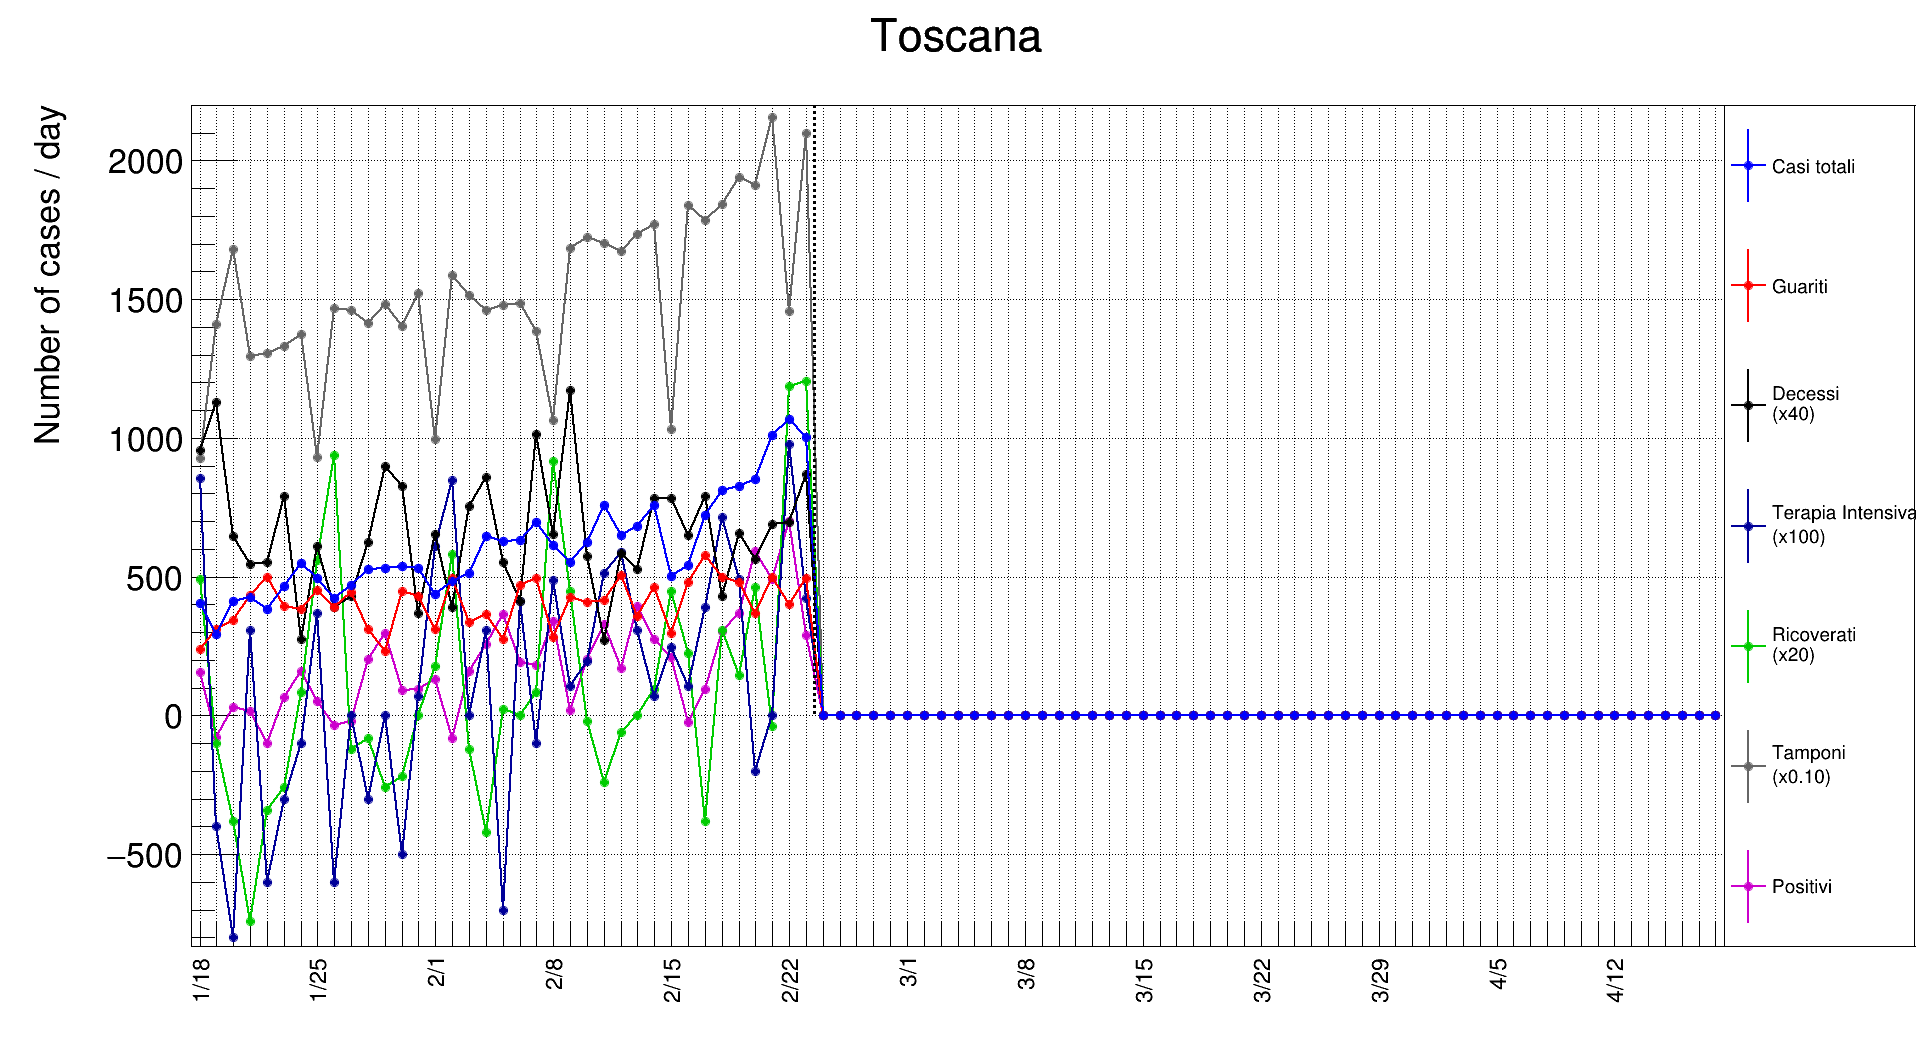 Toscana
Number of cases / day
2000
1500
1000
500
0
−500
1/18
1/25
2/1
2/8
2/15
2/22
3/1
3/8
3/15
3/22
3/29
4/5
4/12
Casi totali
Guariti
Decessi
(x40)
Terapia Intensiva
(x100)
Ricoverati
(x20)
Tamponi
(x0.10)
Positivi